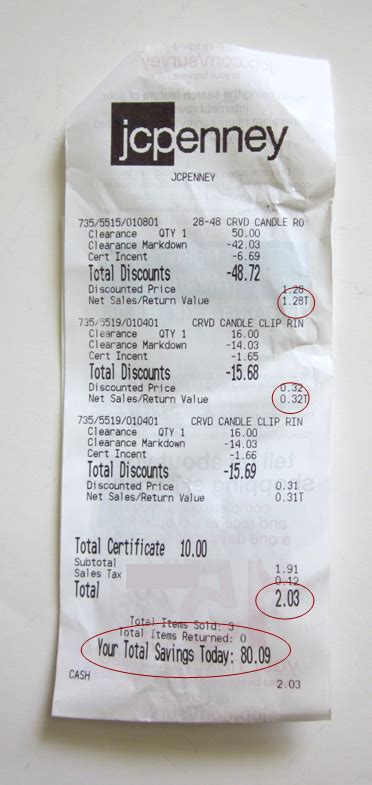 jcpenney
JCPENNEY
735/5515/010801 28-48 CRVD CANDLE RO
Clearance QTY 1 50.00
Clearance Markdown -42.03
Cert Incent -6.69
Total Discounts -48.72
Discounted Price 1.28
Net Sales/Return Value 1.28T
735/5519/010401 CRVD CANDLE CLIP RIN
Clearance QTY 1 16.00
Clearance Markdown -14.03
Cert Incent -1.65
Total Discounts -15.68
Discounted Price 0.32
Net Sales/Return Value 0.32T
735/5519/010401 CRVD CANDLE CLIP RIN
Clearance QTY 1 16.00
Clearance Markdown -14.03
Cert Incent -1.66
Total Discounts -15.69
Discounted Price 0.31
Net Sales/Return Value 0.31T
Total Certificate 10.00
Subtotal 1.91
Sales Tax 0.12
Total 2.03
Total Items Sold: 3
Total Items Returned: 0
Your Total Savings Today: 80.09
CASH 2.03